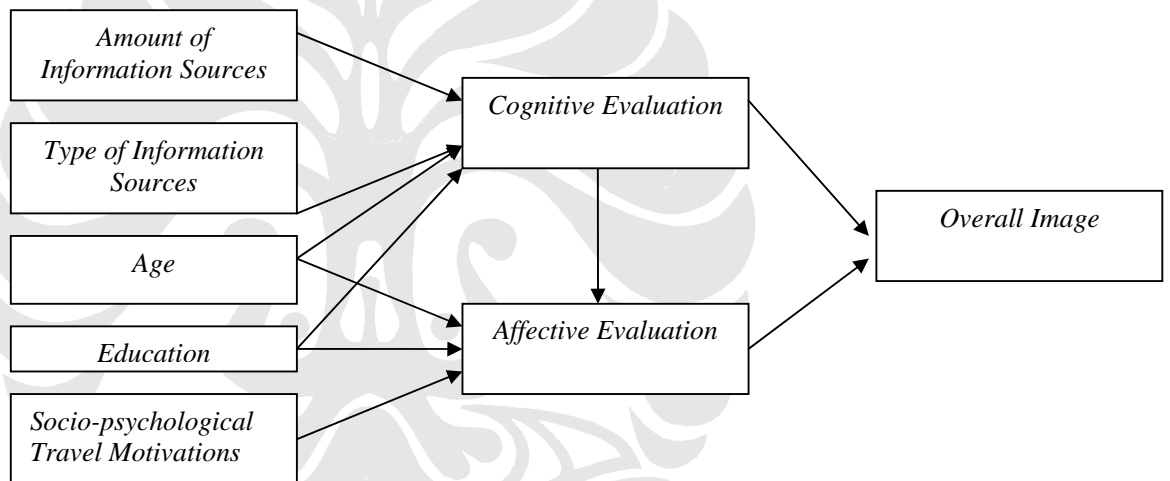 Amount of
Information Sources
Type of Information
Sources
Age
Education
Socio-psychological
Travel Motivations
Cognitive Evaluation
Affective Evaluation
Overall Image